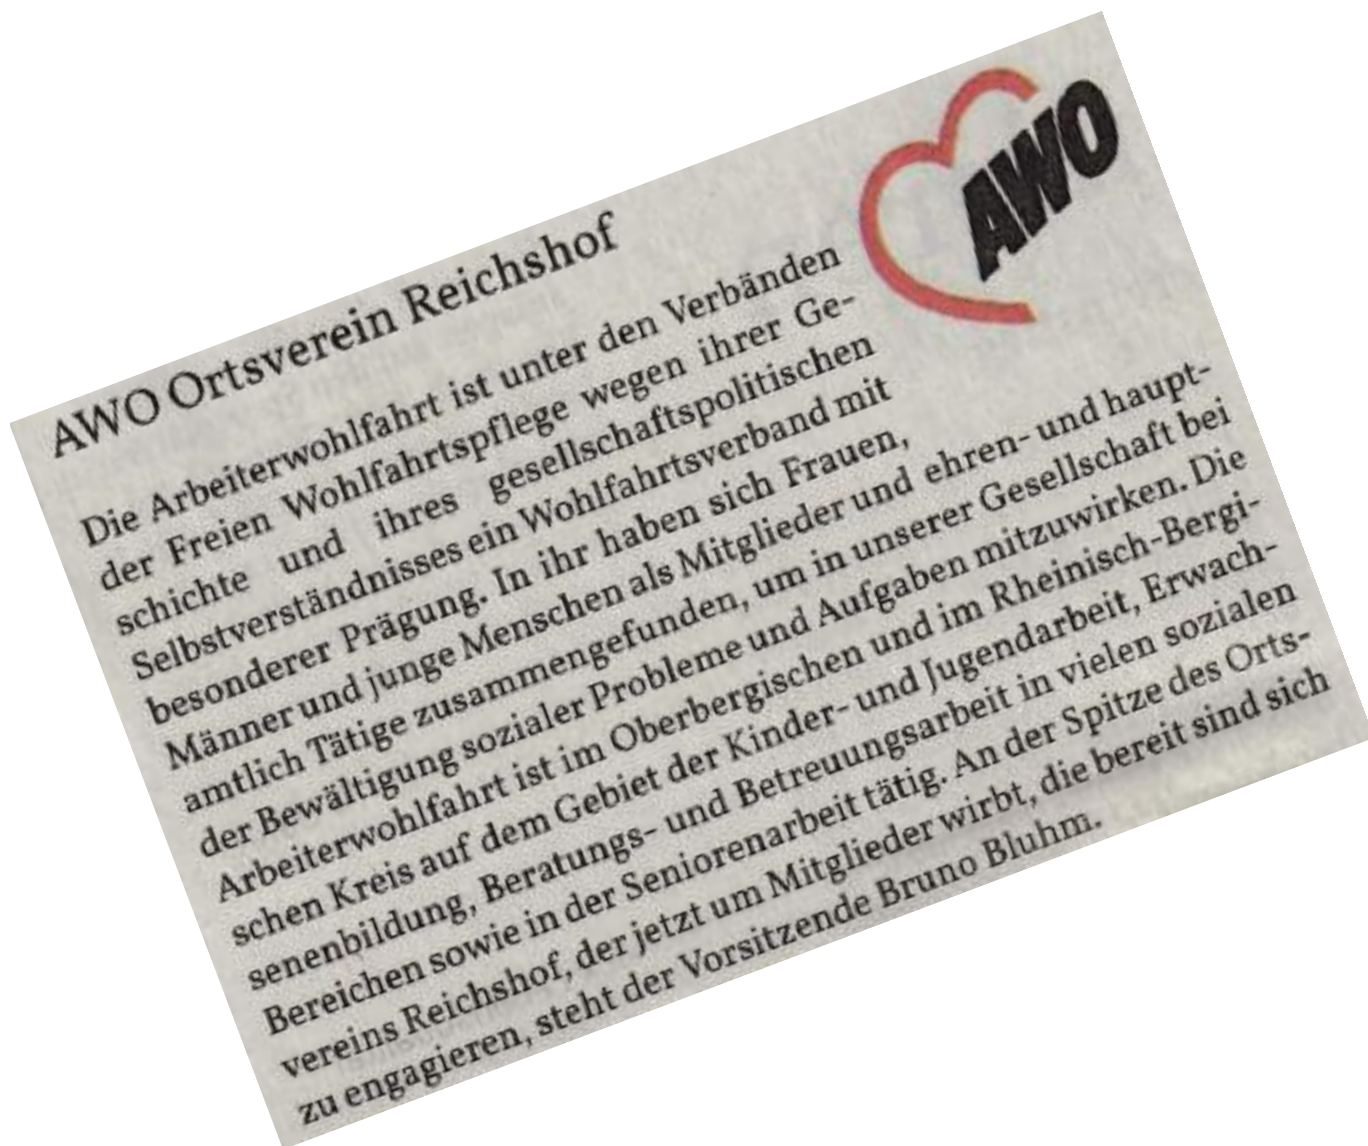 AWO
AWO Ortsverein Reichshof
Die Arbeiterwohlfahrt ist unter den Verbänden
der Freien Wohlfahrtspflege wegen ihrer Ge-
schichte und ihres gesellschaftspolitischen
Selbstverständnisses ein Wohlfahrtsverband mit
besonderer Prägung. In ihr haben sich Frauen,
Männer und junge Menschen als Mitglieder und ehren- und haupt-
amtlich Tätige zusammengefunden, um in unserer Gesellschaft bei
der Bewältigung sozialer Probleme und Aufgaben mitzuwirken. Die
Arbeiterwohlfahrt ist im Oberbergischen und im Rheinisch-Bergi-
schen Kreis auf dem Gebiet der Kinder- und Jugendarbeit, Erwach-
senenbildung, Beratungs- und Betreuungsarbeit in vielen sozialen
Bereichen sowie in der Seniorenarbeit tätig. An der Spitze des Orts-
vereins Reichshof, der jetzt um Mitglieder wirbt, die bereit sind sich
zu engagieren, steht der Vorsitzende Bruno Bluhm.